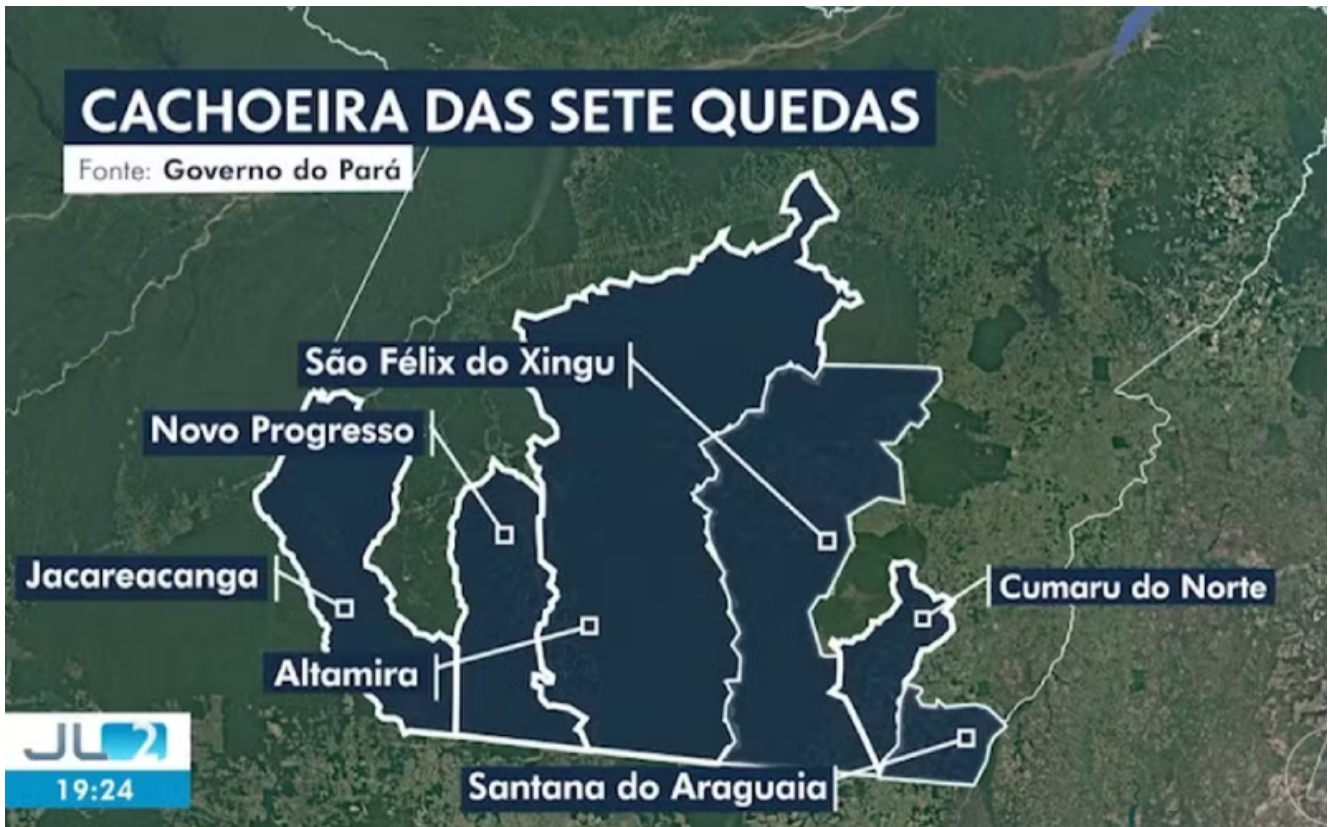 CACHOEIRA DAS SETE QUEDAS
Fonte: Governo do Pará
São Félix do Xingu
Novo Progresso
Jacareacanga
Cumaru do Norte
Altamira
JL2
19:24
Santana do Araguaia